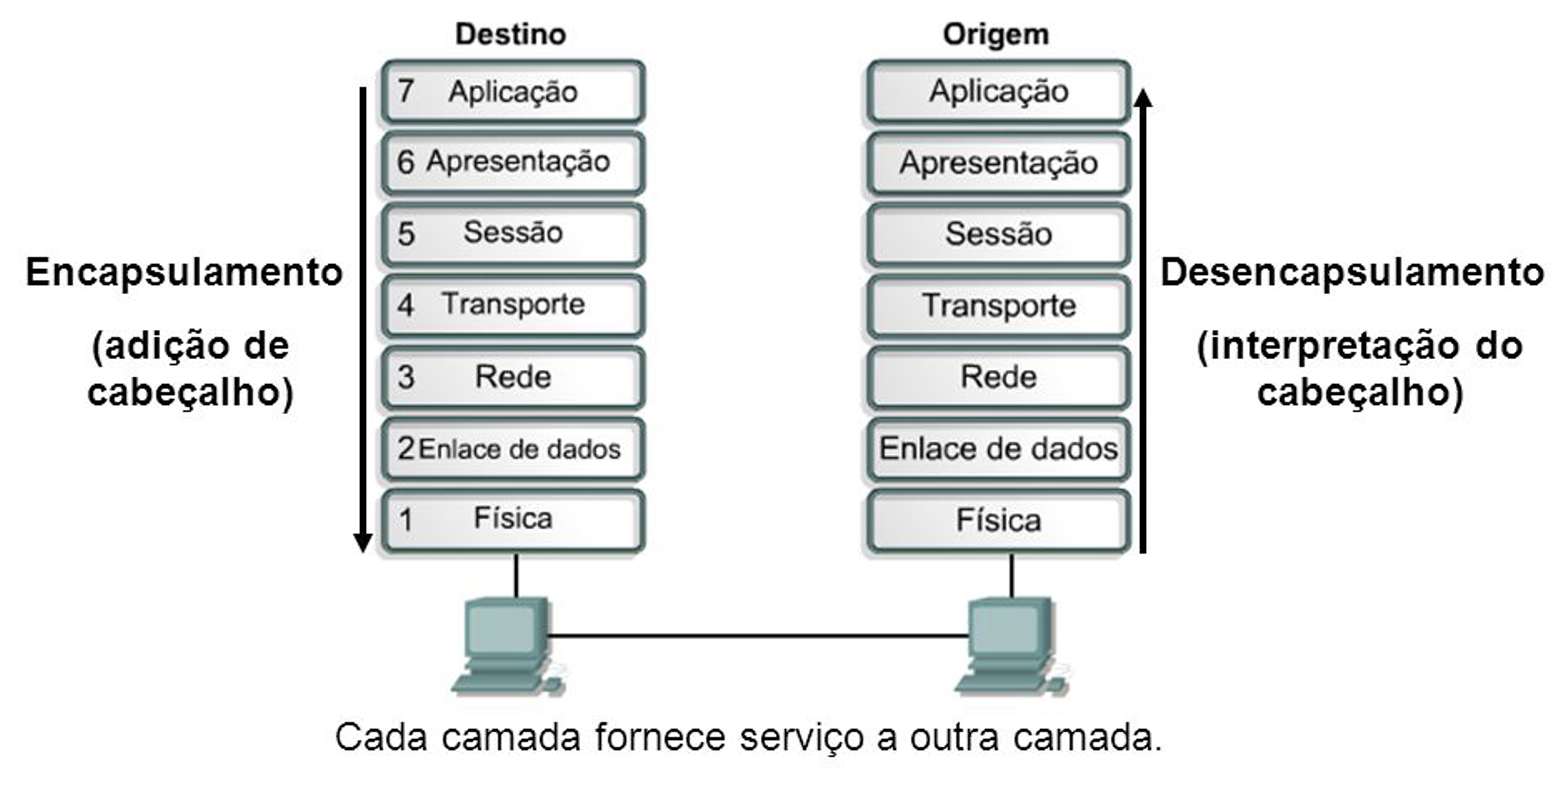 Destino
Origem
7 Aplicação
6 Apresentação
5 Sessão
4 Transporte
3 Rede
2 Enlace de dados
1 Física
Aplicação
Apresentação
Sessão
Transporte
Rede
Enlace de dados
Física
Encapsulamento
(adição de
cabeçalho)
Desencapsulamento
(interpretação do
cabeçalho)
Cada camada fornece serviço a outra camada.